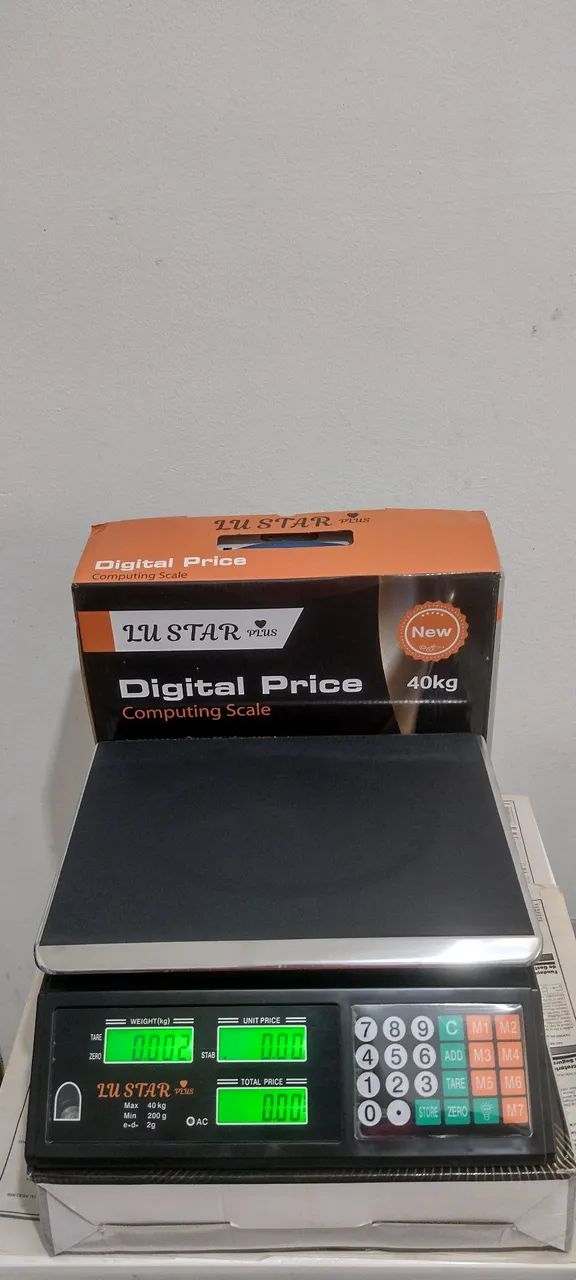 LU STAR PLUS
Digital Price
Computing Scale
LU STAR PLUS
New
Digital Price
40kg
Computing Scale
WEIGHT(kg)
UNIT PRICE
TARE
ZERO
0.002
STAB
0.00
TOTAL PRICE
0.00
LU STAR PLUS
Max 40 kg
Min 200 g
e=d= 2g
AC
7 8 9 C M1 M2
4 5 6 ADD M3 M4
1 2 3 TARE M5 M6
0 • STORE ZERO M7